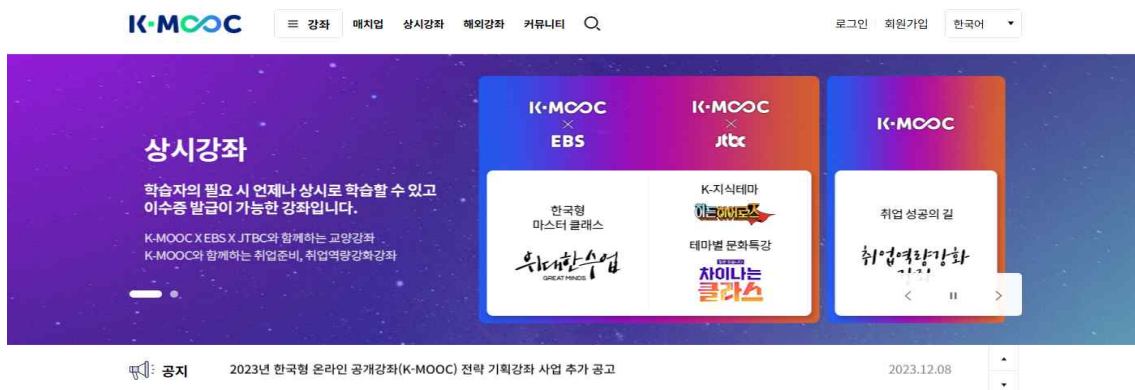 K-MOOC
강좌
매치업
상시강좌
해외강좌
커뮤니티
로그인
회원가입
한국어
상시강좌
학습자의 필요 시 언제나 상시로 학습할 수 있고
이수증 발급이 가능한 강좌입니다.
K-MOOC X EBS X JTBC와 함께하는 교양강좌
K-MOOC와 함께하는 취업준비, 취업역량강화강좌
K-MOOC
×
EBS
한국형
마스터 클래스
위대한 수업
GREAT MINDS
K-MOOC
×
jtbc
K-지식테마
테마별 문화특강
차이나는
클라스
K-MOOC
취업 성공의 길
취업역량강화
공지
2023년 한국형 온라인 공개강좌(K-MOOC) 전략 기획강좌 사업 추가 공고
2023.12.08